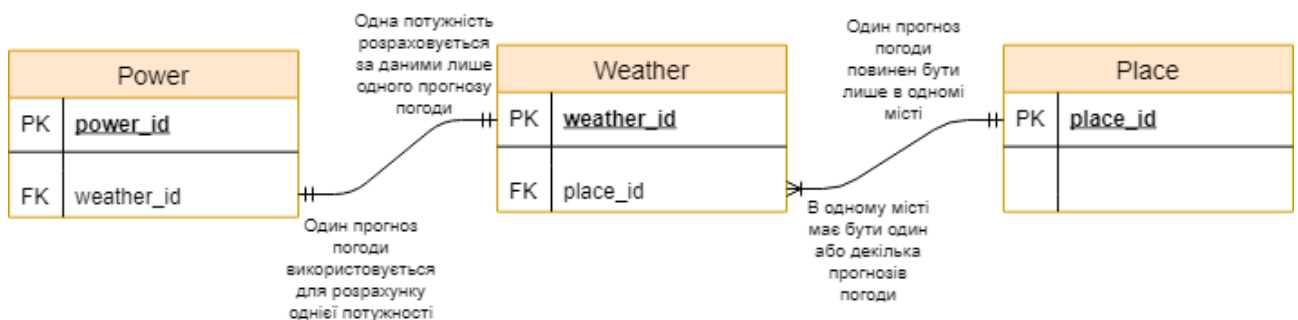 Одна потужність
розраховується
за даними лише
одного прогнозу
погоди
Один прогноз
погоди
повинен бути
лише в одномі
місті
Power
PK power_id
FK weather_id
Weather
PK weather_id
FK place_id
Place
PK place_id
Один прогноз
погоди
використовується
для розрахунку
однієї потужності
В одному місті
має бути один
або декілька
прогнозів
погоди